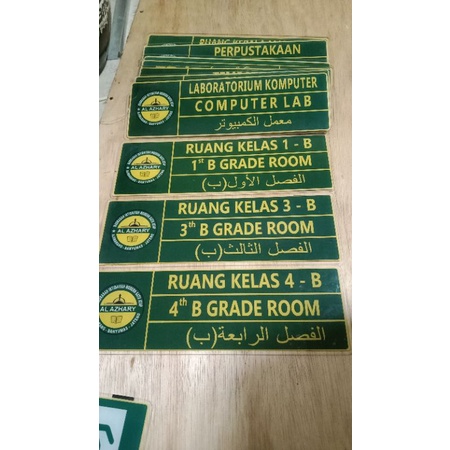 PERPUSTAKAAN
LABORATORIUM KOMPUTER
COMPUTER LAB
معمل الكمبيوتر
AL AZHARY
RUANG KELAS 1 - B
1st B GRADE ROOM
الفصل الأول(ب)
AL AZHARY
RUANG KELAS 3 - B
3th B GRADE ROOM
الفصل الثالث(ب)
AL AZHARY
RUANG KELAS 4 - B
4th B GRADE ROOM
الفصل الرابعة(ب)
AL AZHARY